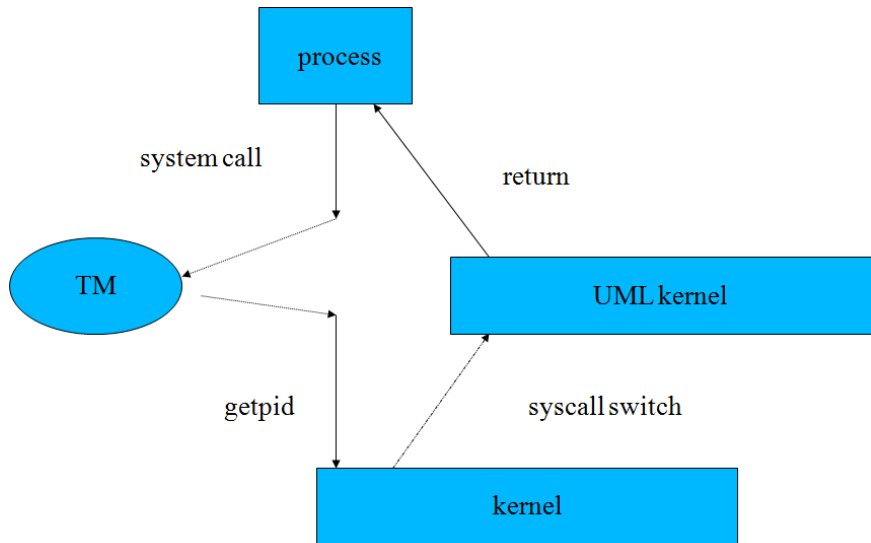 process
system call
return
TM
UML kernel
getpid
syscall switch
kernel